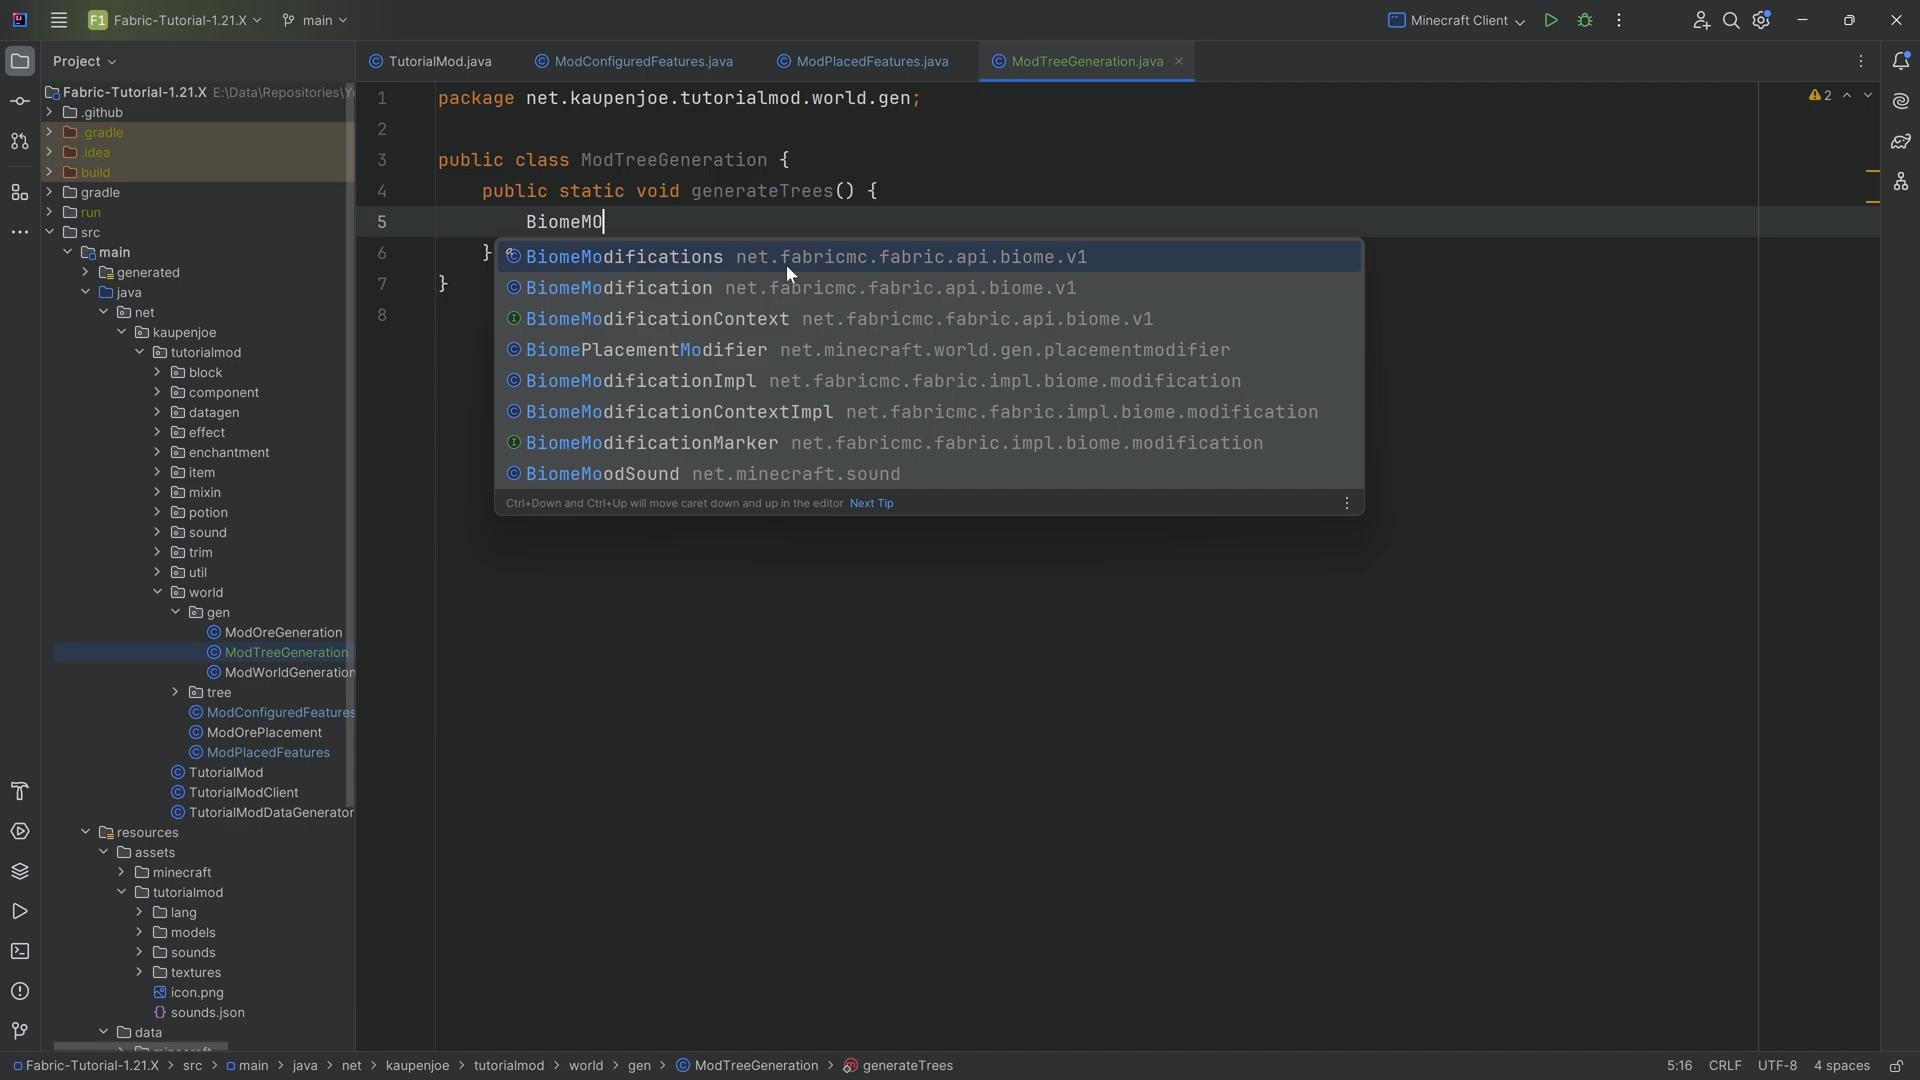 F1 Fabric-Tutorial-1.21.X main Minecraft Client
Project
TutorialMod.java ModConfiguredFeatures.java ModPlacedFeatures.java ModTreeGeneration.java
Fabric-Tutorial-1.21.X E:\Data\Repositories\
.github
.gradle
.idea
build
gradle
run
src
main
generated
java
net
kaupenjoe
tutorialmod
block
component
datagen
effect
enchantment
item
mixin
potion
sound
trim
util
world
gen
ModOreGeneration
ModTreeGeneration
ModWorldGeneration
tree
ModConfiguredFeatures
ModOrePlacement
ModPlacedFeatures
TutorialMod
TutorialModClient
TutorialModDataGenerator
resources
assets
minecraft
tutorialmod
lang
models
sounds
textures
icon.png
sounds.json
data
1 package net.kaupenjoe.tutorialmod.world.gen;
2
3 public class ModTreeGeneration {
4 public static void generateTrees() {
5 BiomeMO
6 }
7 }
8
2
BiomeModifications net.fabricmc.fabric.api.biome.v1
BiomeModification net.fabricmc.fabric.api.biome.v1
BiomeModificationContext net.fabricmc.fabric.api.biome.v1
BiomePlacementModifier net.minecraft.world.gen.placementmodifier
BiomeModificationImpl net.fabricmc.fabric.impl.biome.modification
BiomeModificationContextImpl net.fabricmc.fabric.impl.biome.modification
BiomeModificationMarker net.fabricmc.fabric.impl.biome.modification
BiomeMoodSound net.minecraft.sound
Ctrl+Down and Ctrl+Up will move caret down and up in the editor Next Tip
Fabric-Tutorial-1.21.X > src > main > java > net > kaupenjoe > tutorialmod > world > gen > ModTreeGeneration > generateTrees 5:16 CRLF UTF-8 4 spaces